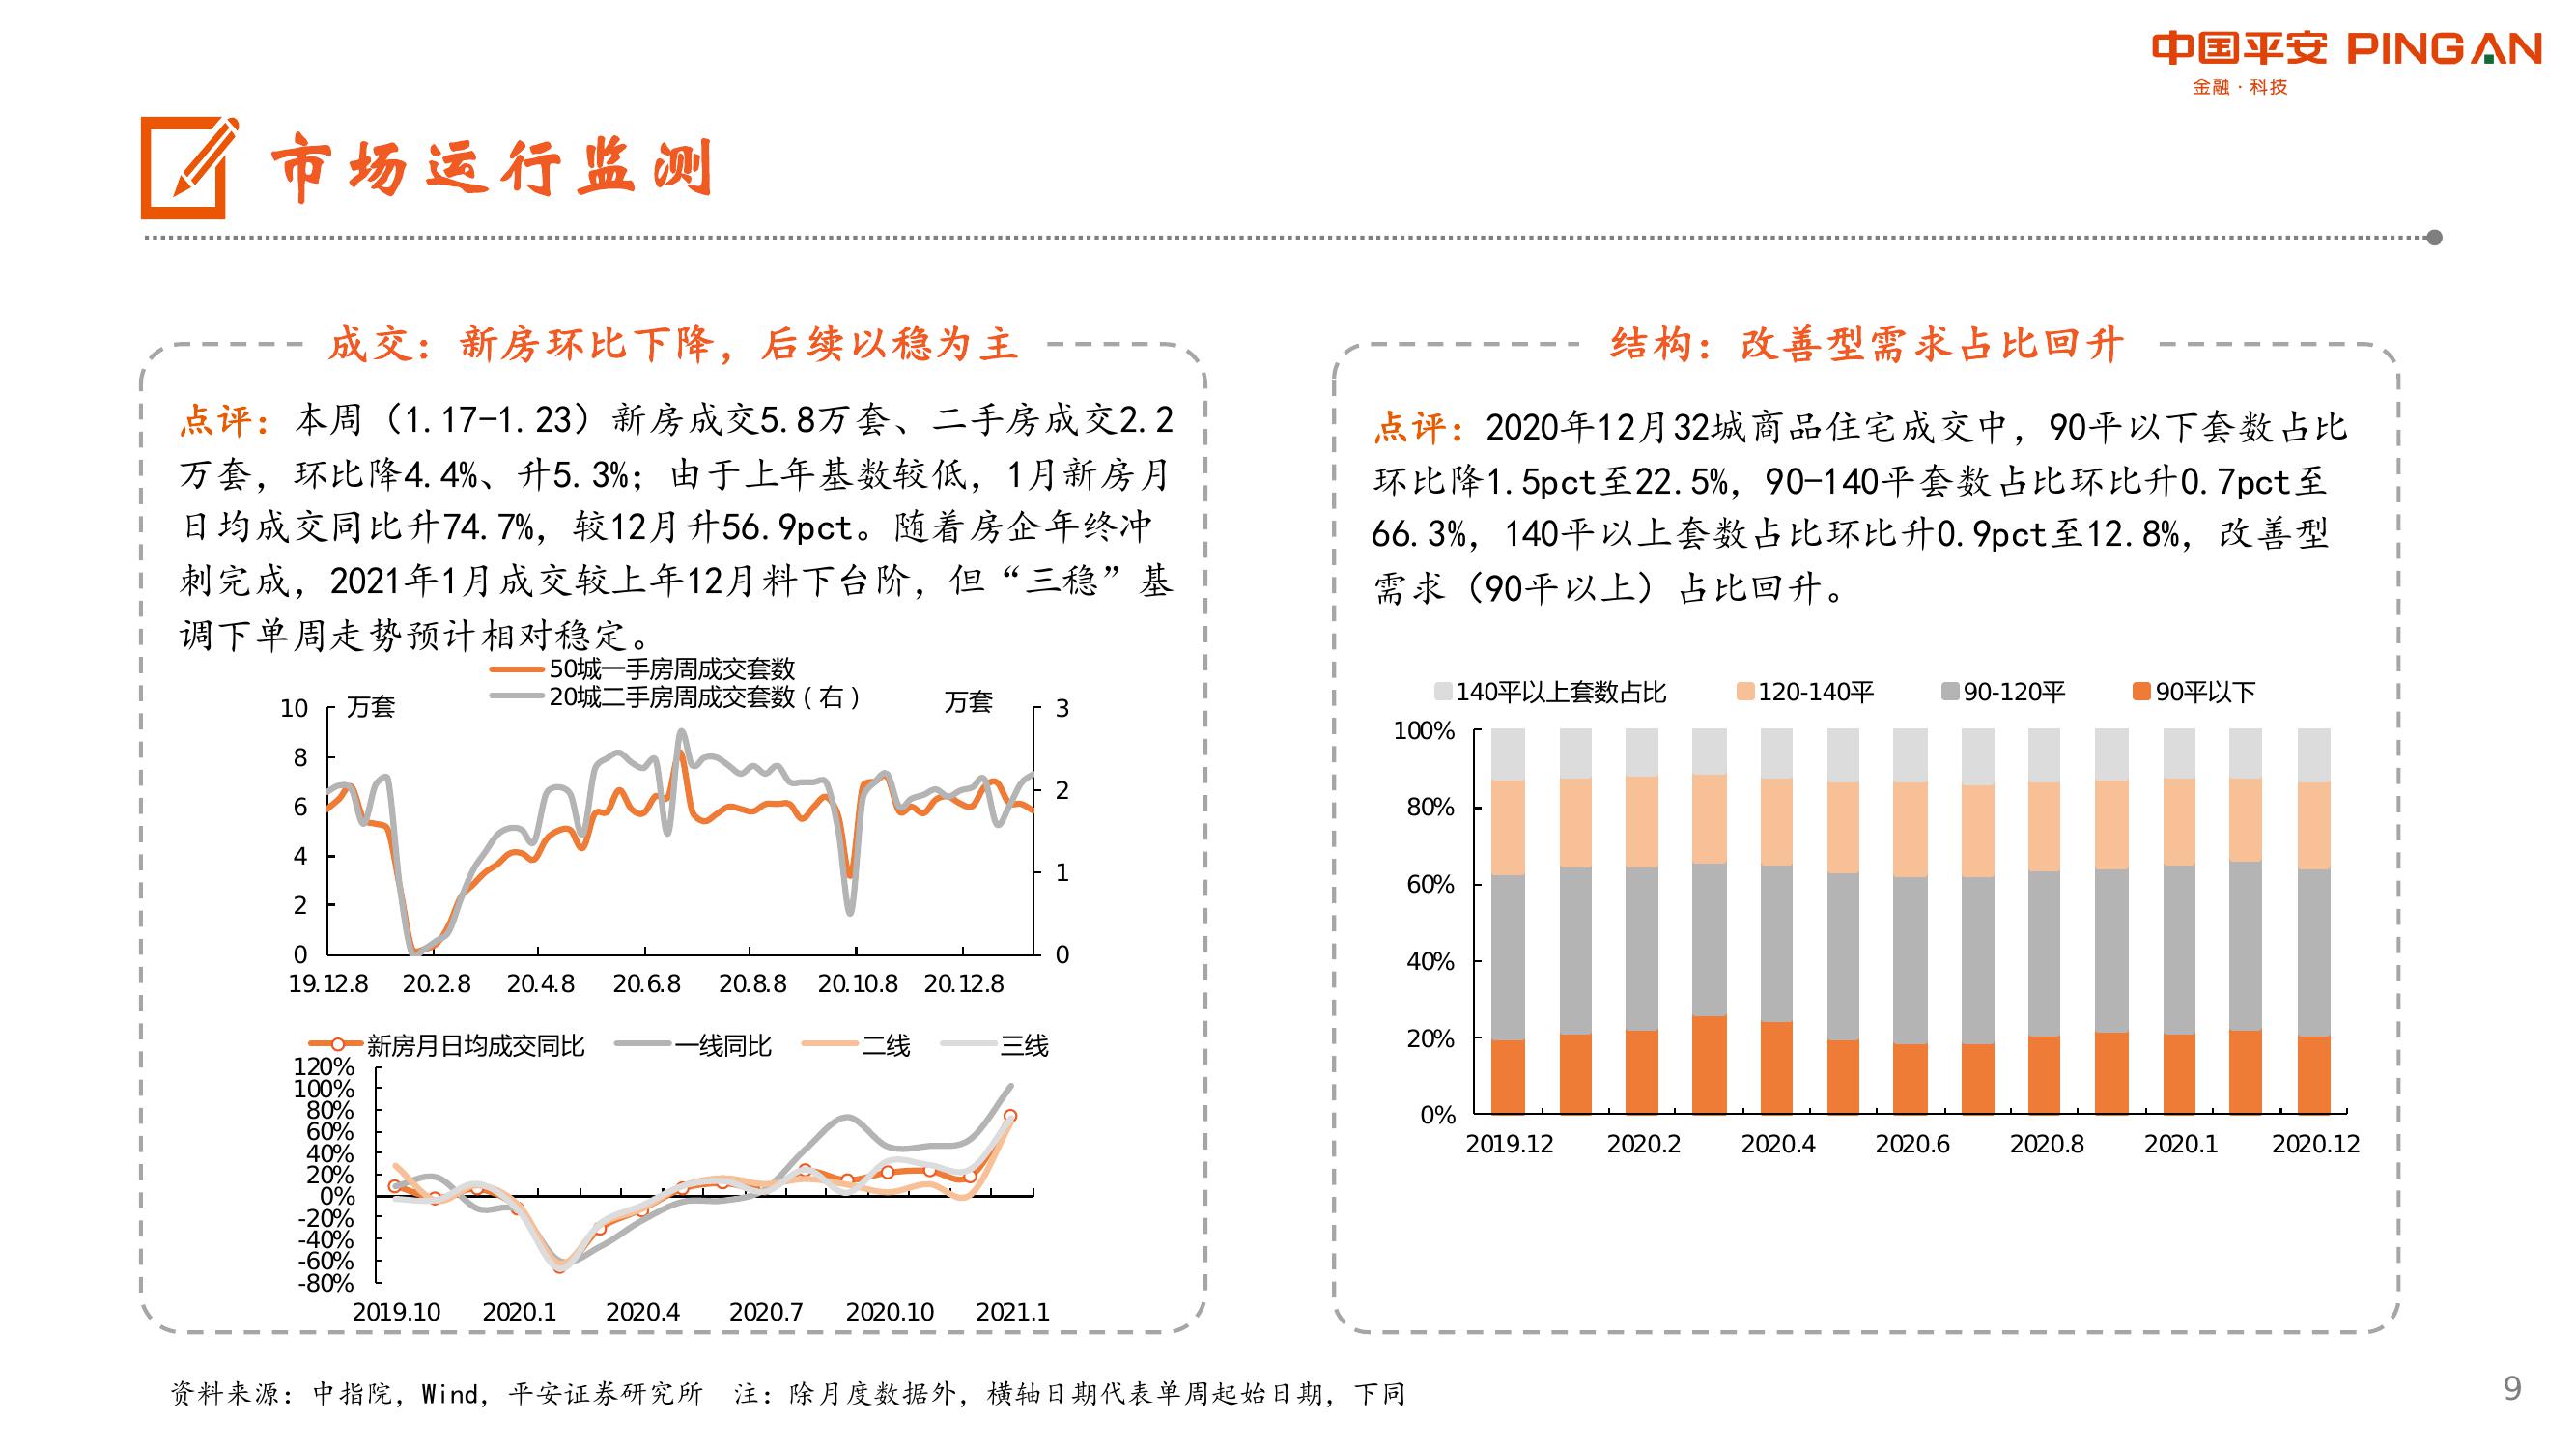 中国平安 PINGAN
金融·科技
市场运行监测
成交：新房环比下降，后续以稳为主
点评：本周（1.17-1.23）新房成交5.8万套、二手房成交2.2
万套，环比降4.4%、升5.3%；由于上年基数较低，1月新房月
日均成交同比升74.7%，较12月升56.9pct。随着房企年终冲
刺完成，2021年1月成交较上年12月料下台阶，但“三稳”基
调下单周走势预计相对稳定。
50城一手房周成交套数
20城二手房周成交套数（右）
万套
万套
10
8
6
4
2
0
3
2
1
0
19.12.8 20.2.8 20.4.8 20.6.8 20.8.8 20.10.8 20.12.8
新房月日均成交同比 一线同比 二线 三线
120%
100%
80%
60%
40%
20%
0%
-20%
-40%
-60%
-80%
2019.10 2020.1 2020.4 2020.7 2020.10 2021.1
结构：改善型需求占比回升
点评：2020年12月32城商品住宅成交中，90平以下套数占比
环比降1.5pct至22.5%，90-140平套数占比环比升0.7pct至
66.3%，140平以上套数占比环比升0.9pct至12.8%，改善型
需求（90平以上）占比回升。
140平以上套数占比 120-140平 90-120平 90平以下
100%
80%
60%
40%
20%
0%
2019.12 2020.2 2020.4 2020.6 2020.8 2020.1 2020.12
资料来源：中指院，Wind，平安证券研究所 注：除月度数据外，横轴日期代表单周起始日期，下同
9